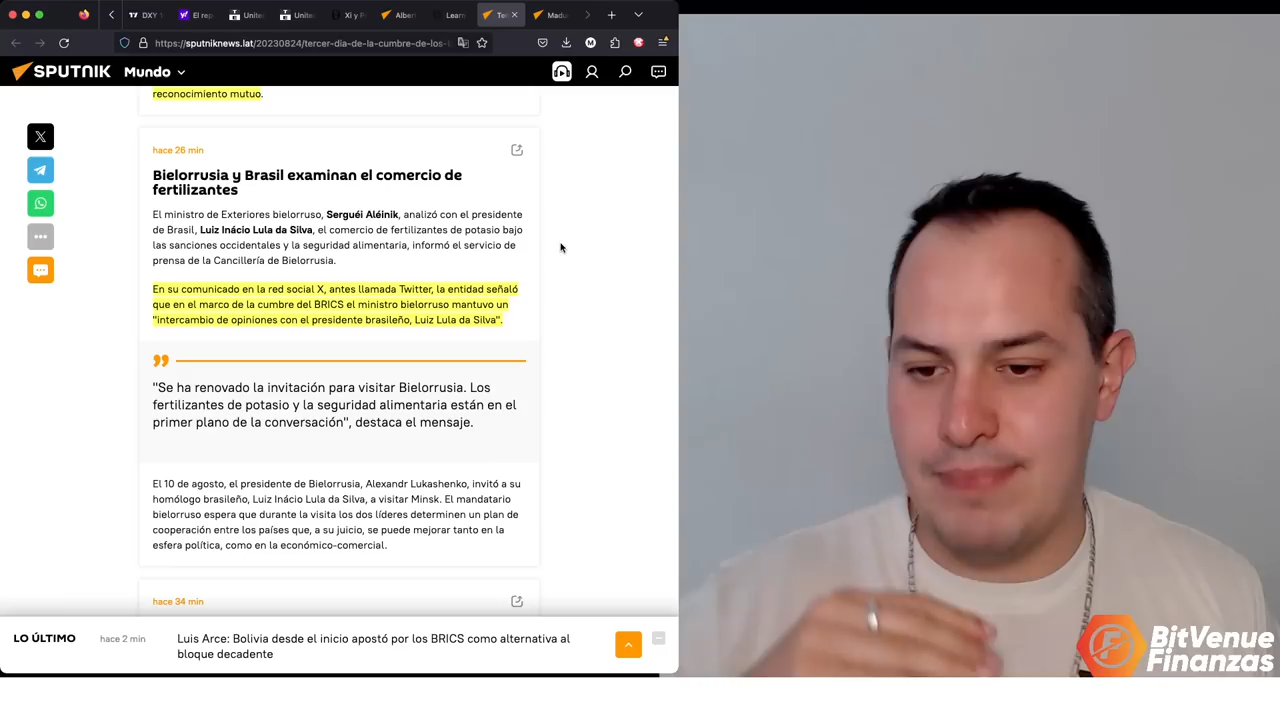 DXY
El rep
Unite
Unite
Xi y P
Albert
Learn
Te
Madu
https://sputniknews.lat/20230824/tercer-dia-de-la-cumbre-de-los-
SPUTNIK Mundo
reconocimiento mutuo.
hace 26 min
Bielorrusia y Brasil examinan el comercio de
fertilizantes
El ministro de Exteriores bielorruso, Serguéi Aléinik, analizó con el presidente
de Brasil, Luiz Inácio Lula da Silva, el comercio de fertilizantes de potasio bajo
las sanciones occidentales y la seguridad alimentaria, informó el servicio de
prensa de la Cancillería de Bielorrusia.
En su comunicado en la red social X, antes llamada Twitter, la entidad señaló
que en el marco de la cumbre del BRICS el ministro bielorruso mantuvo un
"intercambio de opiniones con el presidente brasileño, Luiz Lula da Silva".
"Se ha renovado la invitación para visitar Bielorrusia. Los
fertilizantes de potasio y la seguridad alimentaria están en el
primer plano de la conversación", destaca el mensaje.
El 10 de agosto, el presidente de Bielorrusia, Alexandr Lukashenko, invitó a su
homólogo brasileño, Luiz Inácio Lula da Silva, a visitar Minsk. El mandatario
bielorruso espera que durante la visita los dos líderes determinen un plan de
cooperación entre los países que, a su juicio, se puede mejorar tanto en la
esfera política, como en la económico-comercial.
hace 34 min
LO ÚLTIMO
hace 2 min
Luis Arce: Bolivia desde el inicio apostó por los BRICS como alternativa al
bloque decadente
BitVenue
Finanzas